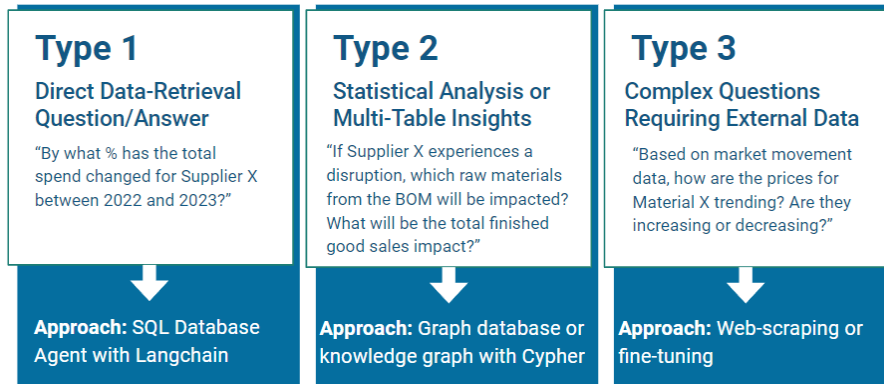 Type 1
Direct Data-Retrieval
Question/Answer
“By what % has the total
spend changed for Supplier X
between 2022 and 2023?”
Approach: SQL Database
Agent with Langchain
Type 2
Statistical Analysis or
Multi-Table Insights
“If Supplier X experiences a
disruption, which raw materials
from the BOM will be impacted?
What will be the total finished
good sales impact?”
Approach: Graph database or
knowledge graph with Cypher
Type 3
Complex Questions
Requiring External Data
“Based on market movement
data, how are the prices for
Material X trending? Are they
increasing or decreasing?”
Approach: Web-scraping or
fine-tuning